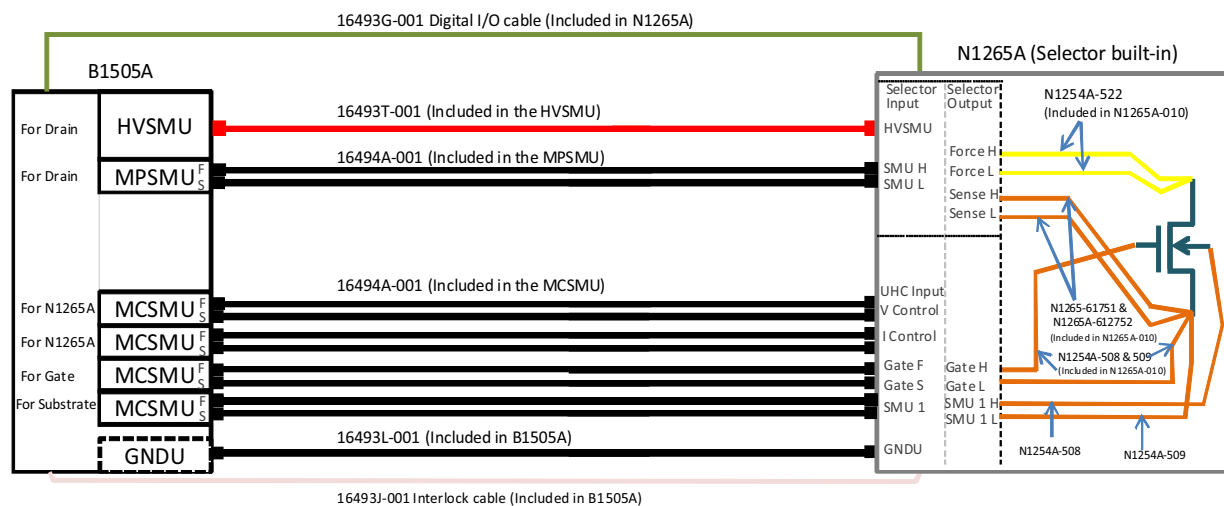 16493G-001 Digital I/O cable (Included in N1265A)
N1265A (Selector built-in)
B1505A
Selector Input
Selector Output
N1254A-522
(Included in N1265A-010)
For Drain
HVSMU
16493T-001 (Included in the HVSMU)
HVSMU
Force H
For Drain
MPSMU
F
S
16494A-001 (Included in the MPSMU)
SMU H
SMU L
Force L
Sense H
Sense L
16494A-001 (Included in the MCSMU)
UHC Input
V Control
For N1265A
MCSMU
F
S
N1265-61751 &
N1265A-612752
(Included in N1265A-010)
For N1265A
MCSMU
F
S
I Control
N1254A-508 & 509
(Included in N1265A-010)
For Gate
MCSMU
F
S
Gate F
Gate S
Gate H
Gate L
For Substrate
MCSMU
F
S
SMU 1
SMU 1 H
SMU 1 L
GNDU
16493L-001 (Included in B1505A)
GNDU
N1254A-508
N1254A-509
16493J-001 Interlock cable (Included in B1505A)